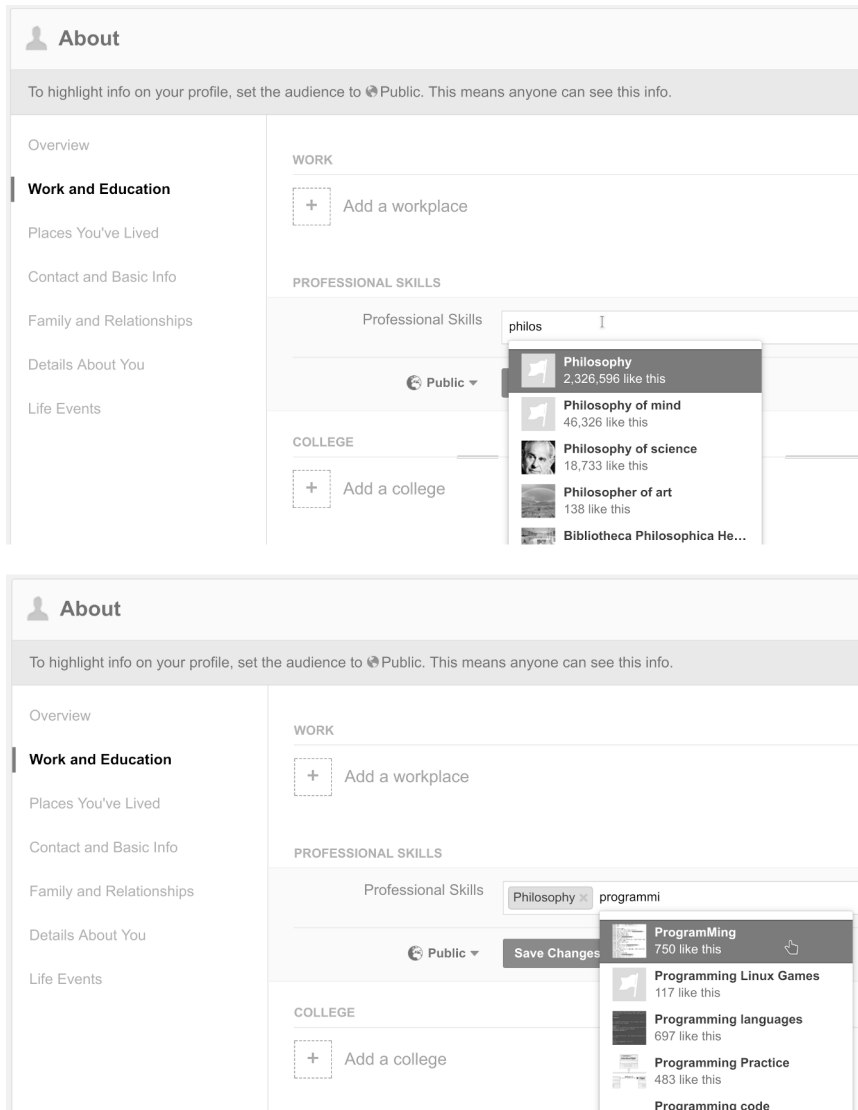 About
To highlight info on your profile, set the audience to Public. This means anyone can see this info.
Overview
Work and Education
Places You've Lived
Contact and Basic Info
Family and Relationships
Details About You
Life Events
WORK
+ Add a workplace
PROFESSIONAL SKILLS
Professional Skills philos
Public
Philosophy
2,326,596 like this
Philosophy of mind
46,326 like this
Philosophy of science
18,733 like this
Philosopher of art
138 like this
Bibliotheca Philosophica He…
COLLEGE
+ Add a college
About
To highlight info on your profile, set the audience to Public. This means anyone can see this info.
Overview
Work and Education
Places You've Lived
Contact and Basic Info
Family and Relationships
Details About You
Life Events
WORK
+ Add a workplace
PROFESSIONAL SKILLS
Professional Skills Philosophy × programmi
Public Save Changes
ProgramMing
750 like this
Programming Linux Games
117 like this
Programming languages
697 like this
Programming Practice
483 like this
Programming code
COLLEGE
+ Add a college